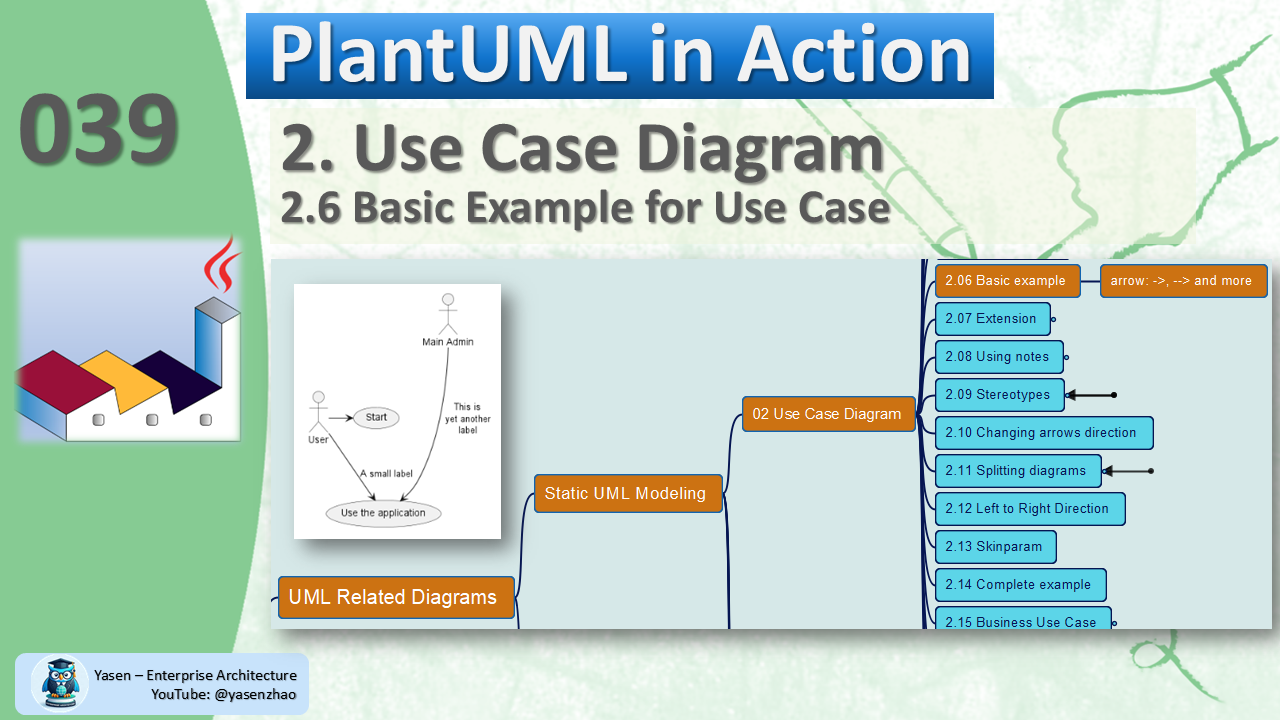 PlantUML in Action
039
2. Use Case Diagram
2.6 Basic Example for Use Case
Main Admin
User
Start
This is
yet another
label
A small label
Use the application
UML Related Diagrams
Static UML Modeling
02 Use Case Diagram
2.06 Basic example
arrow: ->, --> and more
2.07 Extension
2.08 Using notes
2.09 Stereotypes
2.10 Changing arrows direction
2.11 Splitting diagrams
2.12 Left to Right Direction
2.13 Skinparam
2.14 Complete example
2.15 Business Use Case
Yasen – Enterprise Architecture
YouTube: @yasenzhao